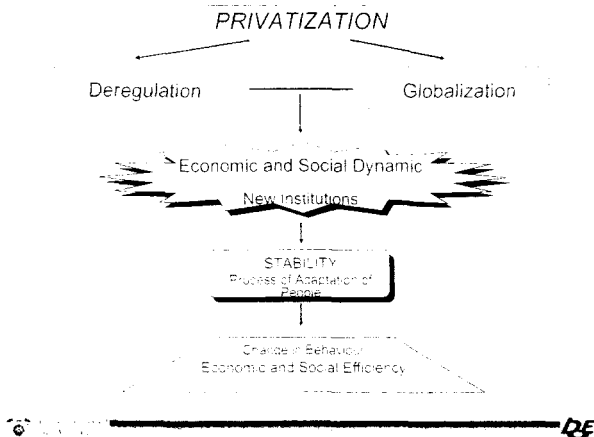 PRIVATIZATION
Deregulation
Globalization
Economic and Social Dynamic
New Institutions
STABILITY
Process of Adaptation of
People
Change in Behaviour
Economic and Social Efficiency